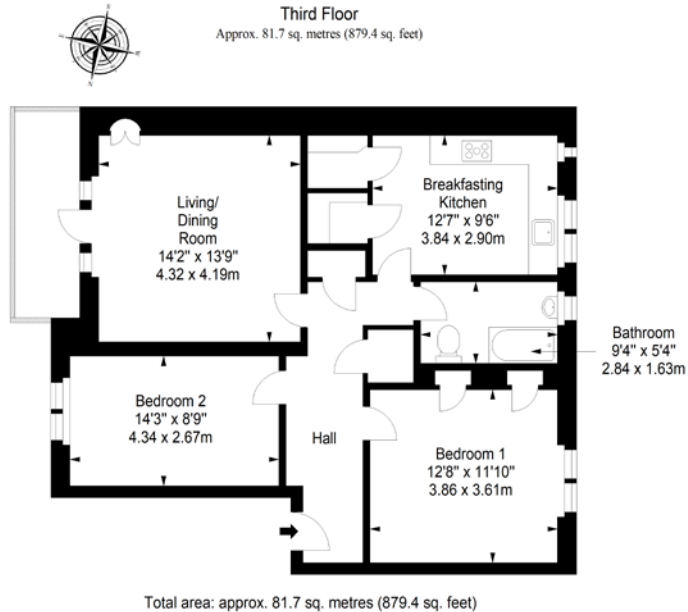 Third Floor
Approx. 81.7 sq. metres (879.4 sq. feet)
Living/
Dining
Room
14'2" x 13'9"
4.32 x 4.19m
Breakfasting
Kitchen
12'7" x 9'6"
3.84 x 2.90m
Bathroom
9'4" x 5'4"
2.84 x 1.63m
Bedroom 2
14'3" x 8'9"
4.34 x 2.67m
Hall
Bedroom 1
12'8" x 11'10"
3.86 x 3.61m
Total area: approx. 81.7 sq. metres (879.4 sq. feet)